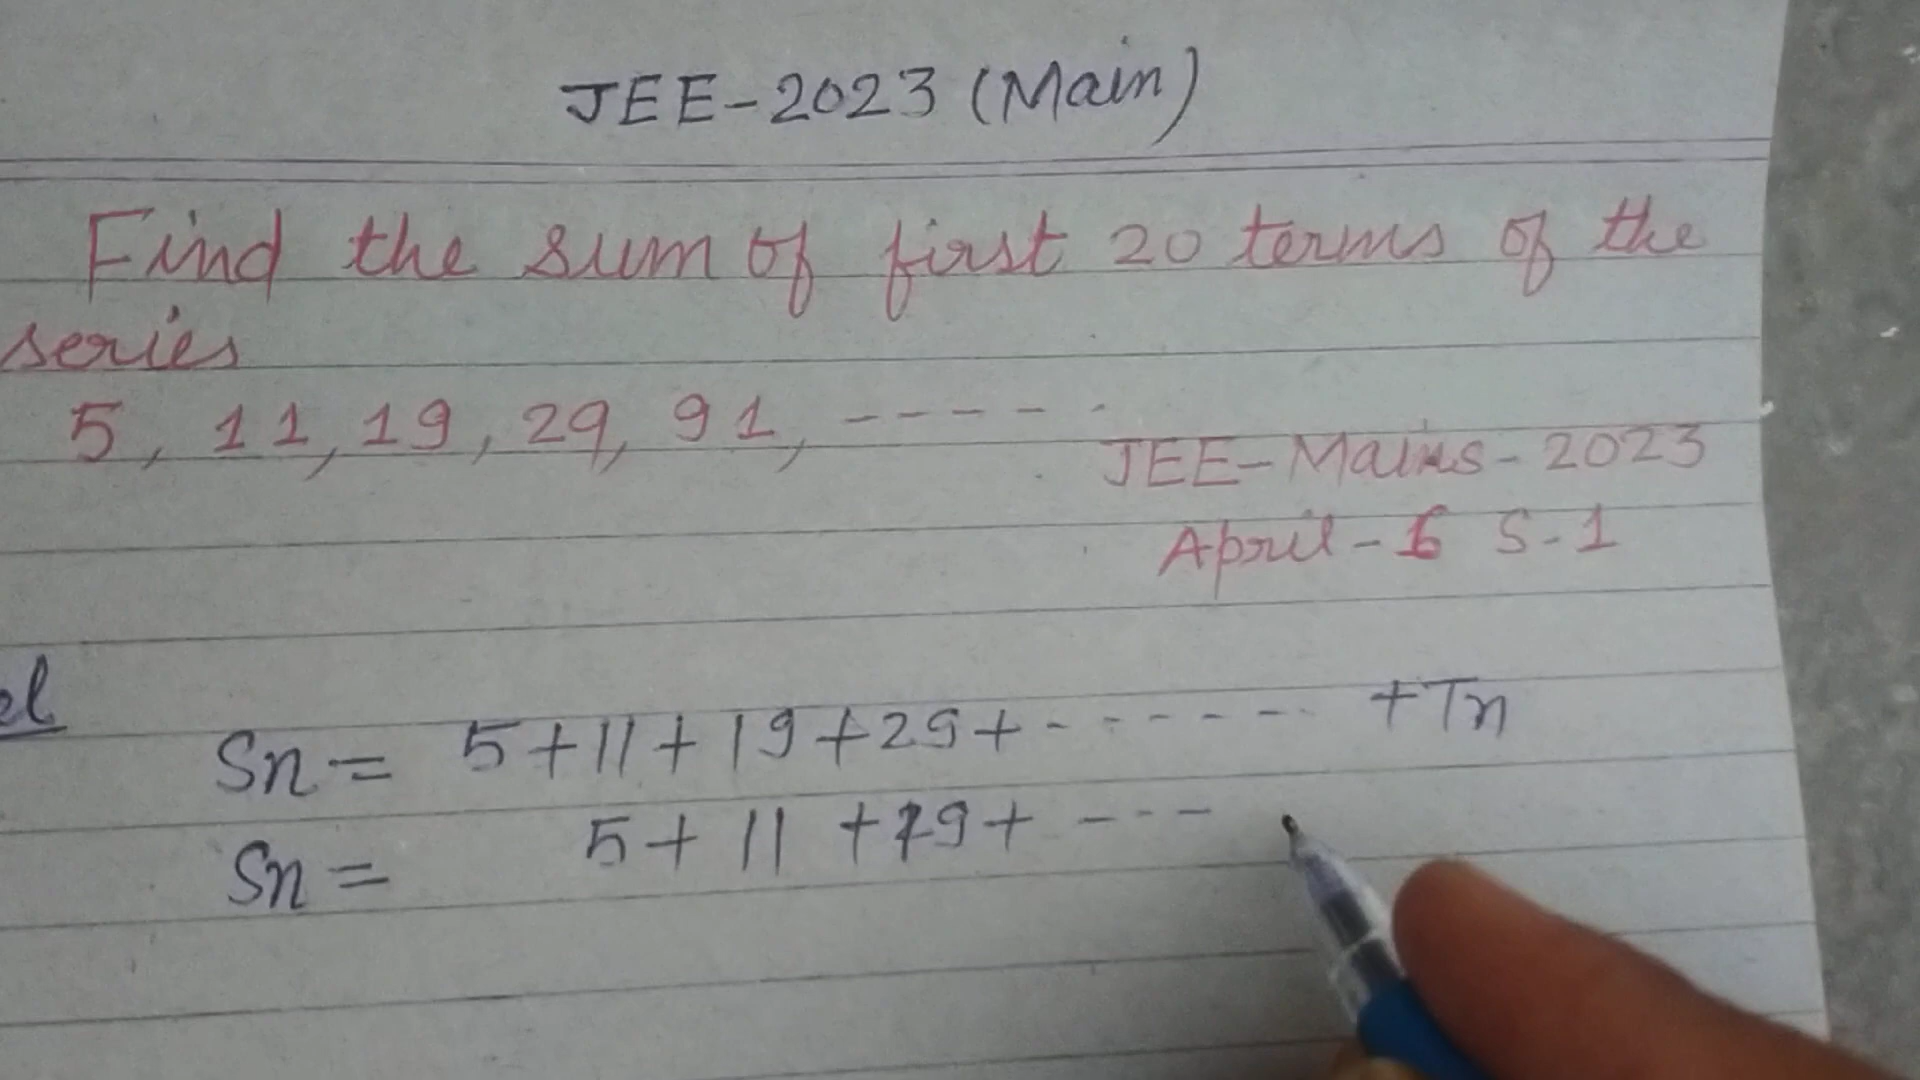 JEE-2023 (Main)
Find the sum of first 20 terms of the
series
5, 11, 19, 29, 91, -----.
JEE-Mains-2023
April-6 S-1
el
Sn = 5+11+19+29+------- +Tn
Sn = 5+ 11 +19+ ---